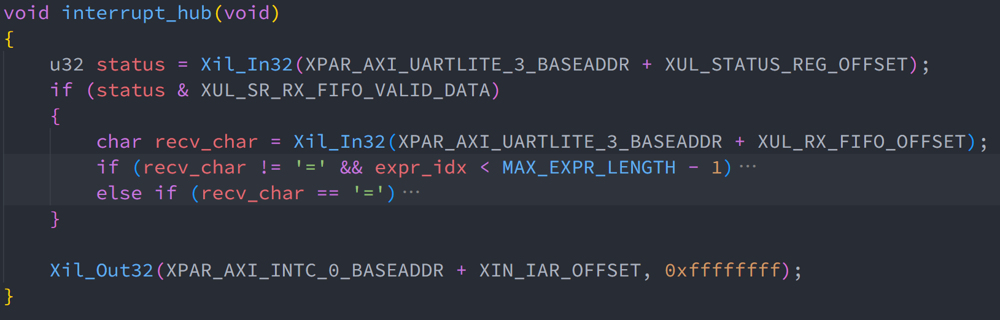 void interrupt_hub(void)
{
    u32 status = Xil_In32(XPAR_AXI_UARTLITE_3_BASEADDR + XUL_STATUS_REG_OFFSET);
    if (status & XUL_SR_RX_FIFO_VALID_DATA)
    {
        char recv_char = Xil_In32(XPAR_AXI_UARTLITE_3_BASEADDR + XUL_RX_FIFO_OFFSET);
        if (recv_char != '=' && expr_idx < MAX_EXPR_LENGTH - 1)···
        else if (recv_char == '=')···
    }

    Xil_Out32(XPAR_AXI_INTC_0_BASEADDR + XIN_IAR_OFFSET, 0xffffffff);
}